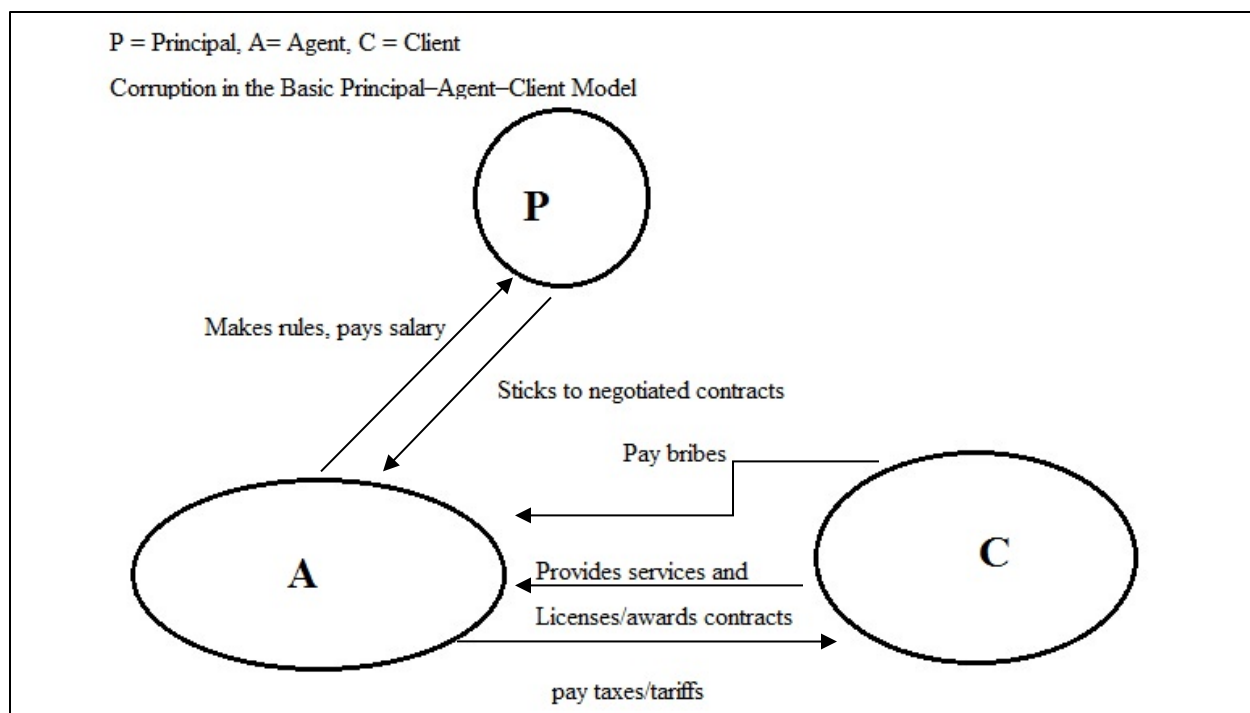 P = Principal, A= Agent, C = Client
Corruption in the Basic Principal–Agent–Client Model
P
Makes rules, pays salary
Sticks to negotiated contracts
Pay bribes
A
C
Provides services and
Licenses/awards contracts
pay taxes/tariffs